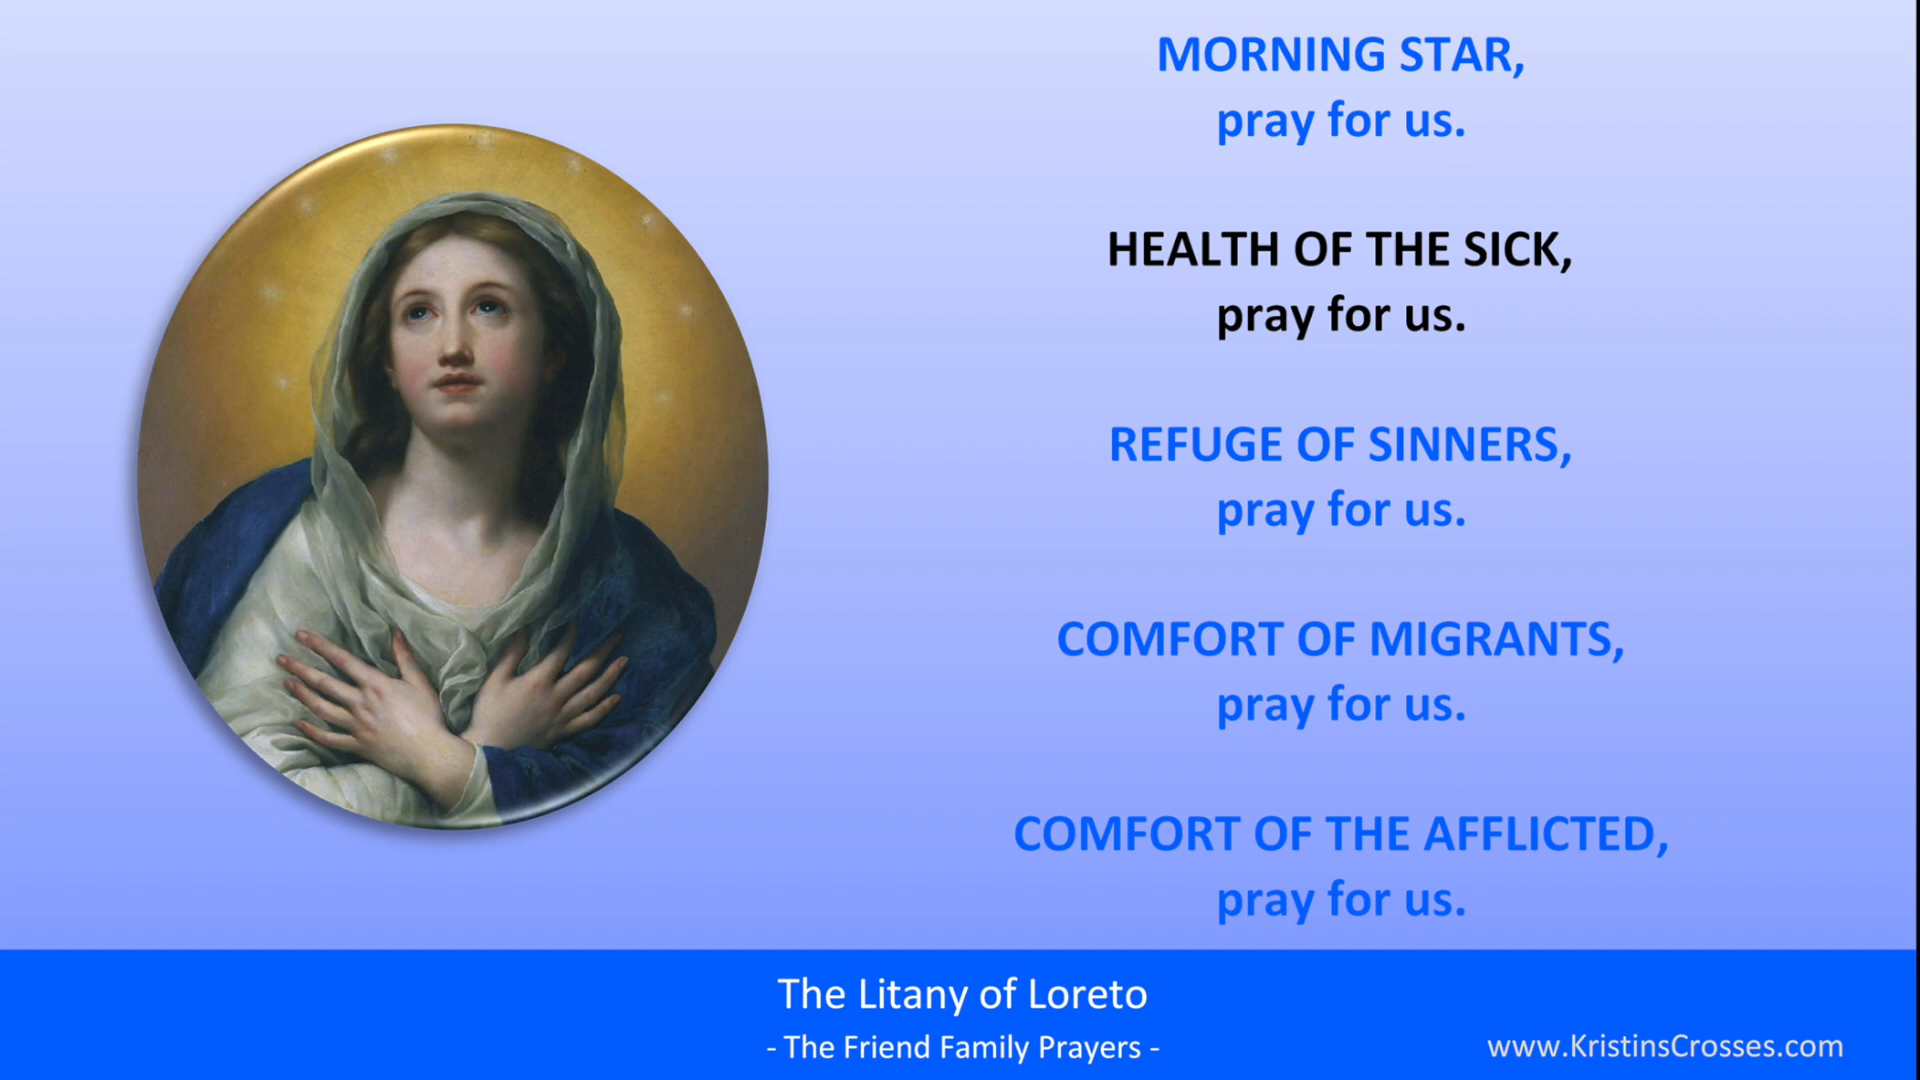 MORNING STAR,
pray for us.
HEALTH OF THE SICK,
pray for us.
REFUGE OF SINNERS,
pray for us.
COMFORT OF MIGRANTS,
pray for us.
COMFORT OF THE AFFLICTED,
pray for us.
The Litany of Loreto
- The Friend Family Prayers -
www.KristinsCrosses.com